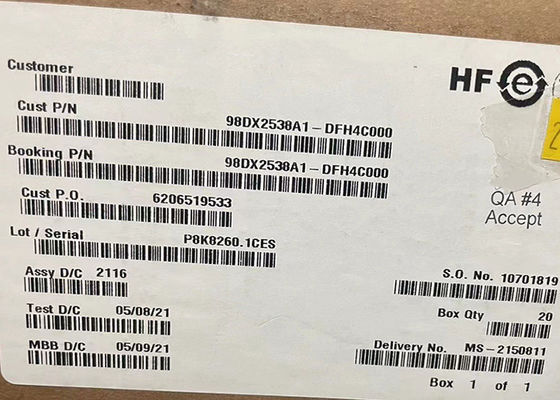 Customer
HF e
Cust P/N 98DX2538A1-DFH4C000
Booking P/N 98DX2538A1-DFH4C000
Cust P.O. 6206519533
QA #4
Accept
Lot / Serial P8K8260.1CES
Assy D/C 2116
S.O. No. 10701819
Test D/C 05/08/21
Box Qty 20
MBB D/C 05/09/21
Delivery No. MS-2150811
Box 1 of 1